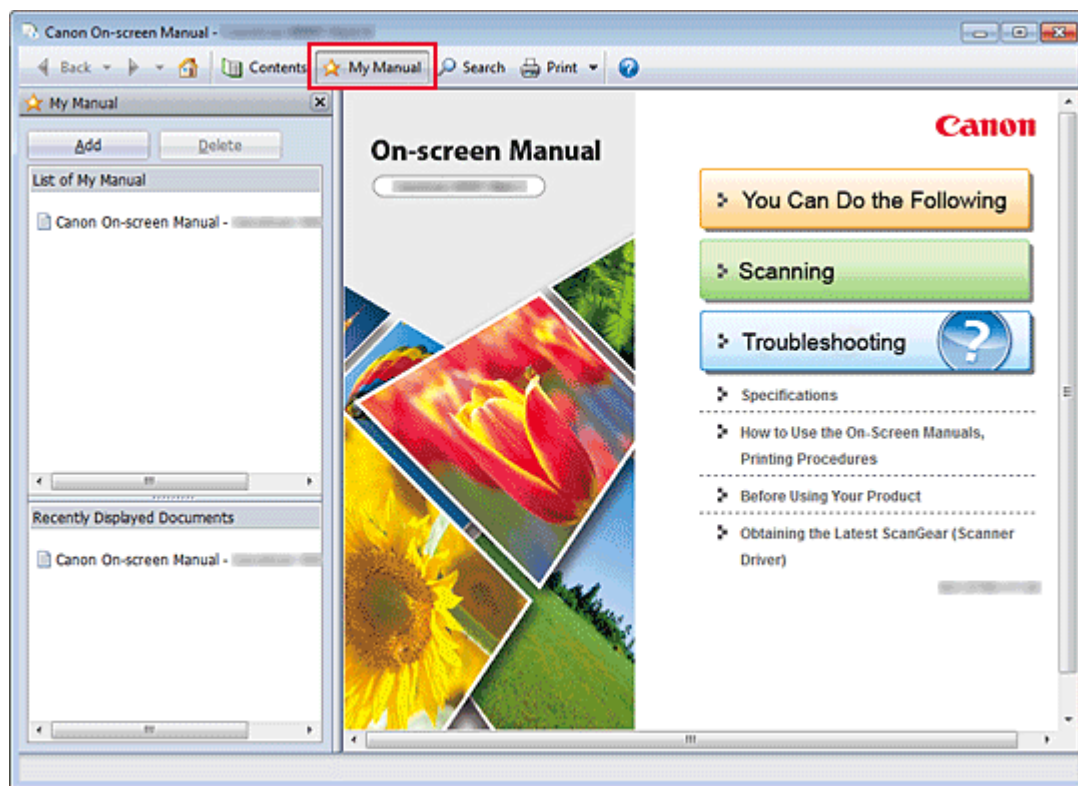 Canon On-screen Manual -
Back Contents My Manual Search Print
My Manual
Add Delete
List of My Manual
Canon On-screen Manual -
Recently Displayed Documents
Canon On-screen Manual -
On-screen Manual
Canon
You Can Do the Following
Scanning
Troubleshooting
Specifications
How to Use the On-Screen Manuals,
Printing Procedures
Before Using Your Product
Obtaining the Latest ScanGear (Scanner
Driver)